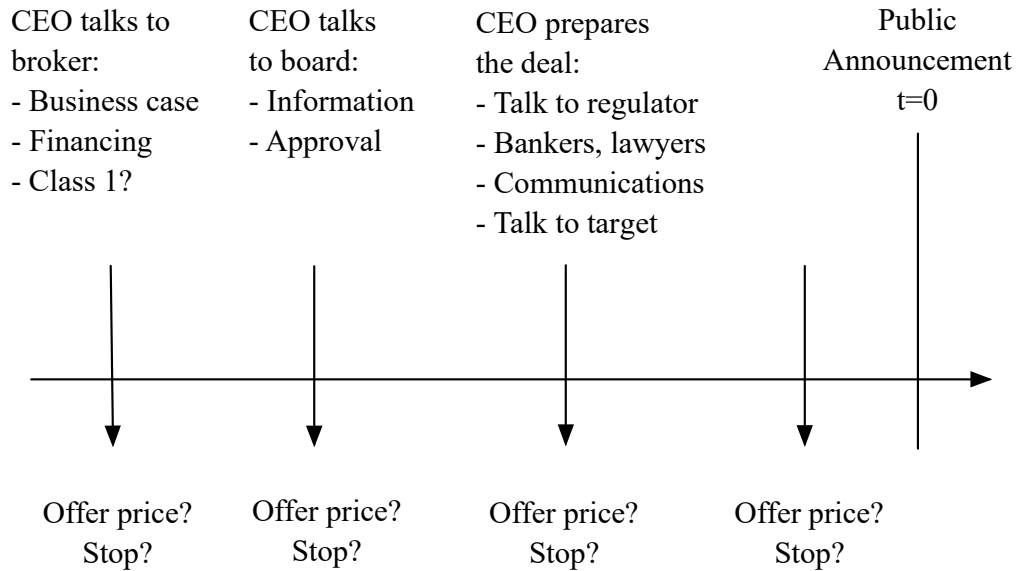 CEO talks to
broker:
- Business case
- Financing
- Class 1?
CEO talks
to board:
- Information
- Approval
CEO prepares
the deal:
- Talk to regulator
- Bankers, lawyers
- Communications
- Talk to target
Public
Announcement
t=0
Offer price?
Stop?
Offer price?
Stop?
Offer price?
Stop?
Offer price?
Stop?